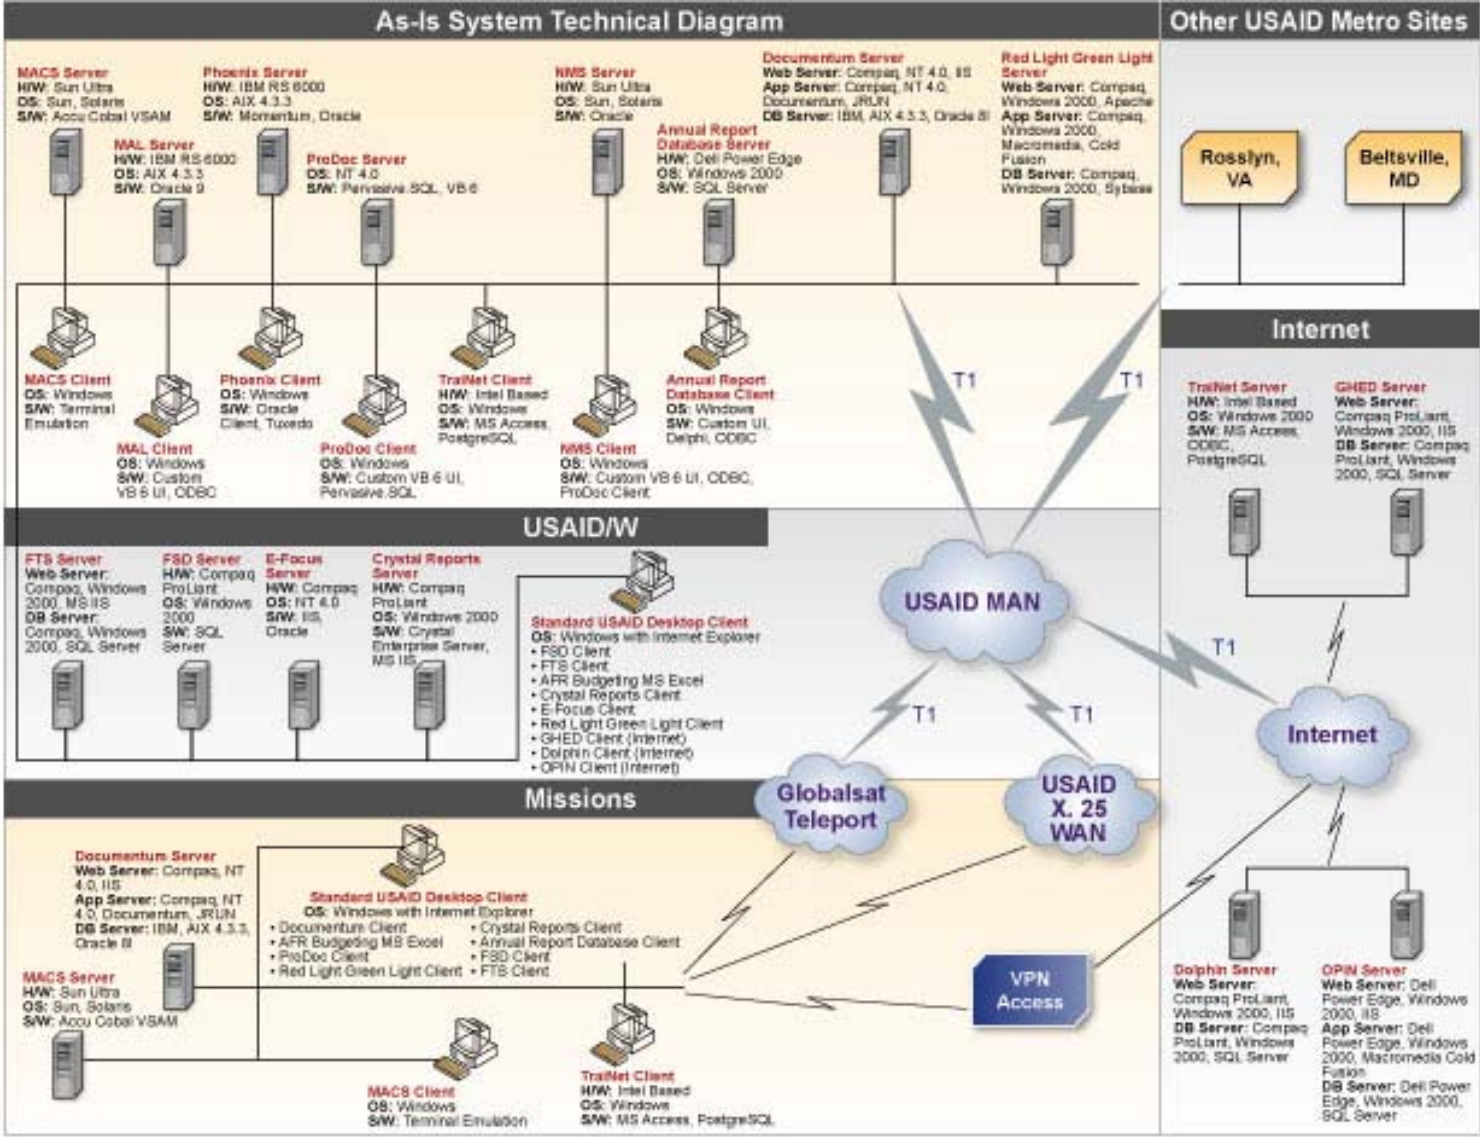 As-Is System Technical Diagram
Other USAID Metro Sites
MACS Server
H/W: Sun Ultra
OS: Sun, Solaris
S/W: Accu Cobal VSAM
Phoenix Server
H/W: IBM RS 6000
OS: AIX 4.3.3
S/W: Momentum, Oracle
MAL Server
H/W: IBM RS 6000
OS: AIX 4.3.3
S/W: Oracle 9
ProDoc Server
OS: NT 4.0
S/W: Pervasive.SQL, VB 6
NMS Server
H/W: Sun Ultra
OS: Sun, Solaris
S/W: Oracle
Annual Report
Database Server
H/W: Dell Power Edge
OS: Windows 2000
S/W: SQL Server
Documentum Server
Web Server: Compaq, NT 4.0, IIS
App Server: Compaq, NT 4.0,
Documentum, JRUN
DB Server: IBM, AIX 4.3.3, Oracle 8I
Red Light Green Light
Server
Web Server: Compaq,
Windows 2000, Apache
App Server: Compaq,
Windows 2000,
Macromedia, Cold
Fusion
DB Server: Compaq,
Windows 2000, Sybase
Rosslyn,
VA
Beltsville,
MD
MACS Client
OS: Windows
S/W: Terminal
Emulation
MAL Client
OS: Windows
S/W: Custom
VB 6 UI, ODBC
Phoenix Client
OS: Windows
S/W: Oracle
Client, Tuxedo
ProDoc Client
OS: Windows
S/W: Custom VB 6 UI,
Pervasive.SQL
TraiNet Client
H/W: Intel Based
OS: Windows
S/W: MS Access,
PostgreSQL
NMS Client
OS: Windows
S/W: Custom VB 6 UI, ODBC,
ProDoc Client
Annual Report
Database Client
OS: Windows
SW: Custom UI,
Delphi, ODBC
T1
T1
Internet
TraiNet Server
H/W: Intel Based
OS: Windows 2000
S/W: MS Access,
ODBC,
PostgreSQL
GHED Server
Web Server:
Compaq ProLiant,
Windows 2000, IIS
DB Server: Compaq
ProLiant, Windows
2000, SQL Server
USAID/W
FTS Server
Web Server:
Compaq, Windows
2000, MS IIS
DB Server:
Compaq, Windows
2000, SQL Server
FSD Server
H/W: Compaq
ProLiant
OS: Windows
2000
SW: SQL
Server
E-Focus
Server
H/W: Compaq
OS: NT 4.0
S/W: IIS,
Oracle
Crystal Reports
Server
H/W: Compaq
ProLiant
OS: Windows 2000
S/W: Crystal
Enterprise Server,
MS IIS
Standard USAID Desktop Client
OS: Windows with Internet Explorer
• FSD Client
• FTS Client
• AFR Budgeting MS Excel
• Crystal Reports Client
• E-Focus Client
• Red Light Green Light Client
• GHED Client (Internet)
• Dolphin Client (Internet)
• OPIN Client (Internet)
USAID MAN
T1
T1
T1
Internet
Globalsat
Teleport
USAID
X. 25
WAN
Missions
Documentum Server
Web Server: Compaq, NT
4.0, IIS
App Server: Compaq, NT
4.0, Documentum, JRUN
DB Server: IBM, AIX 4.3.3,
Oracle 8I
Standard USAID Desktop Client
OS: Windows with Internet Explorer
• Documentum Client
• AFR Budgeting MS Excel
• ProDoc Client
• Red Light Green Light Client
• Crystal Reports Client
• Annual Report Database Client
• FSD Client
• FTS Client
MACS Server
H/W: Sun Ultra
OS: Sun, Solaris
S/W: Accu Cobal VSAM
MACS Client
OS: Windows
S/W: Terminal Emulation
TraiNet Client
H/W: Intel Based
OS: Windows
S/W: MS Access, PostgreSQL
VPN
Access
Dolphin Server
Web Server:
Compaq ProLiant,
Windows 2000, IIS
DB Server: Compaq
ProLiant, Windows
2000, SQL Server
OPIN Server
Web Server: Dell
Power Edge, Windows
2000, IIS
App Server: Dell
Power Edge, Windows
2000, Macromedia Cold
Fusion
DB Server: Dell Power
Edge, Windows 2000,
SQL Server